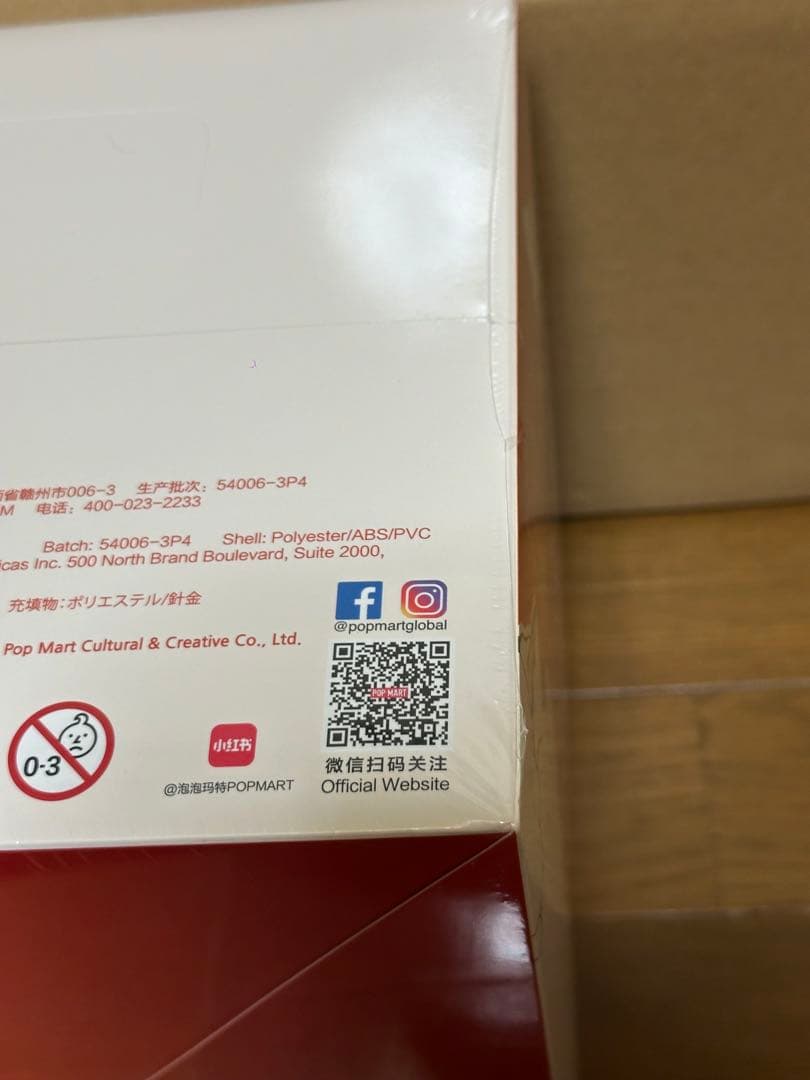 省赣州市006-3 生产批次：54006-3P4
M 电话：400-023-2233
Batch: 54006-3P4 Shell: Polyester/ABS/PVC
icas Inc. 500 North Brand Boulevard, Suite 2000,
充填物：ポリエステル/針金
Pop Mart Cultural & Creative Co., Ltd.
@popmartglobal
POP MART
0-3
小红书
@泡泡玛特POPMART
微信扫码关注
Official Website